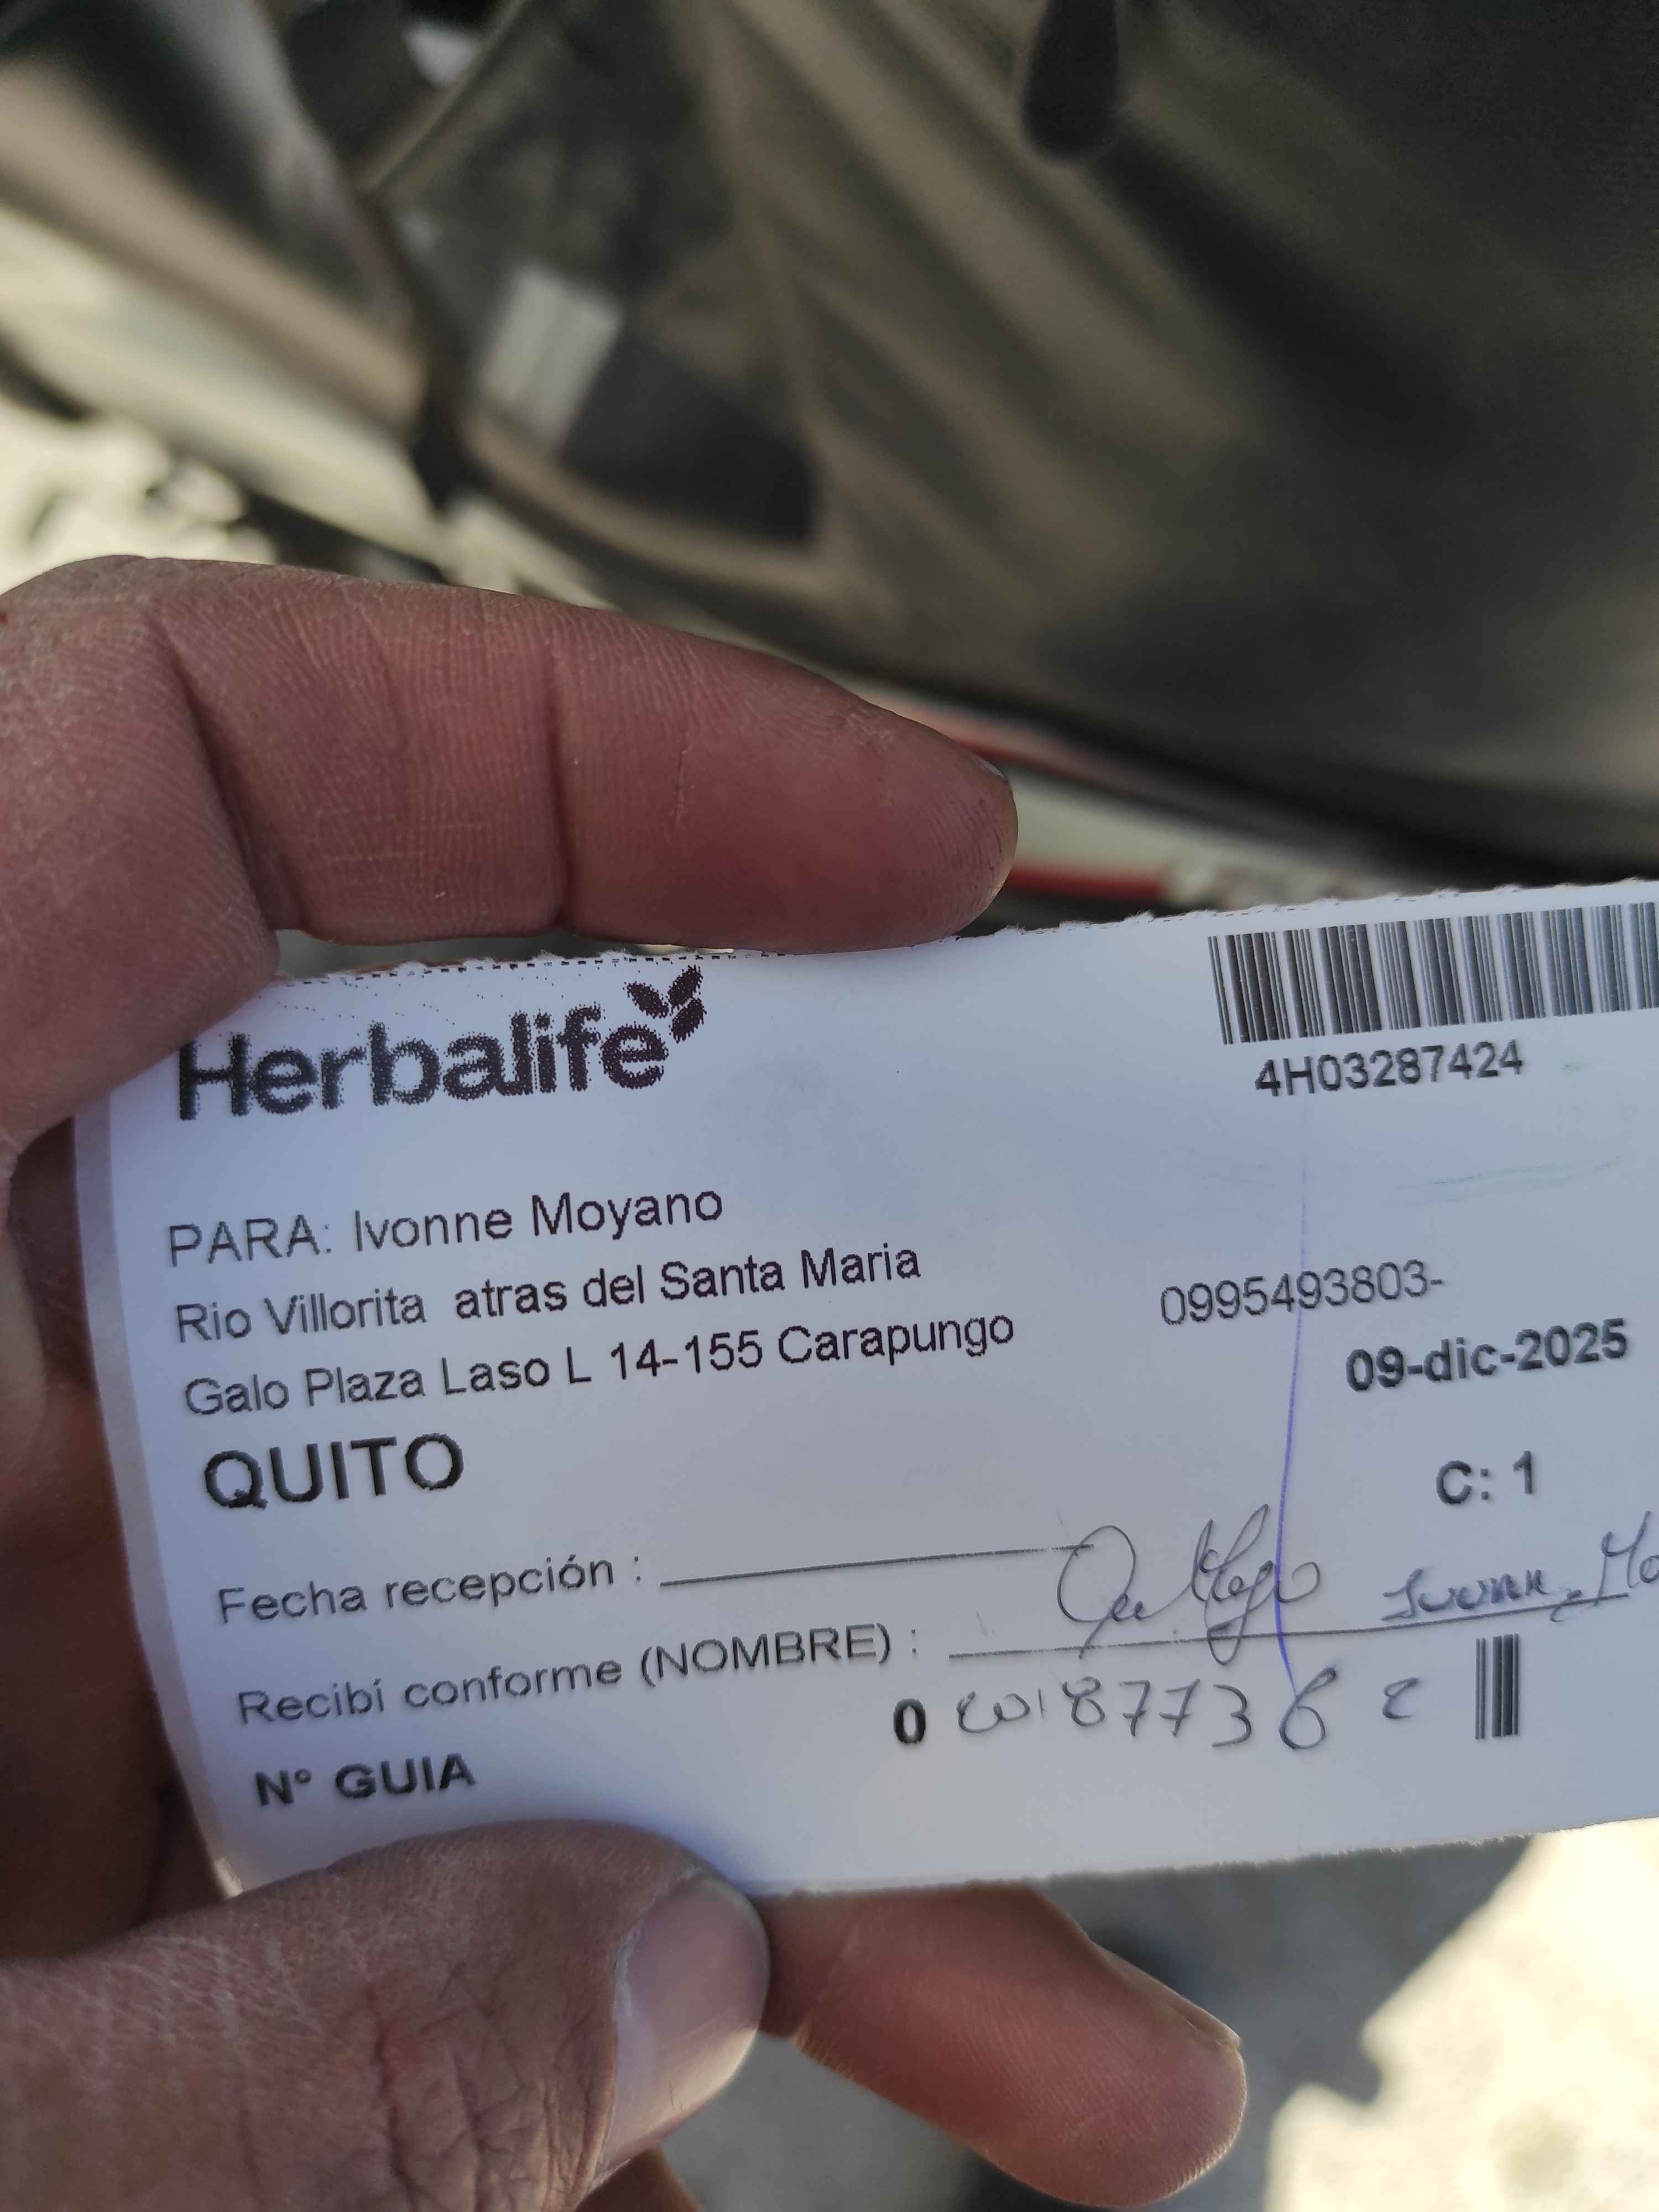 Herbalife
4H03287424
PARA: Ivonne Moyano
Rio Villorita atras del Santa Maria
0995493803-
Galo Plaza Laso L 14-155 Carapungo
09-dic-2025
QUITO
C: 1
Fecha recepción :
Recibí conforme (NOMBRE) :
N° GUIA
0